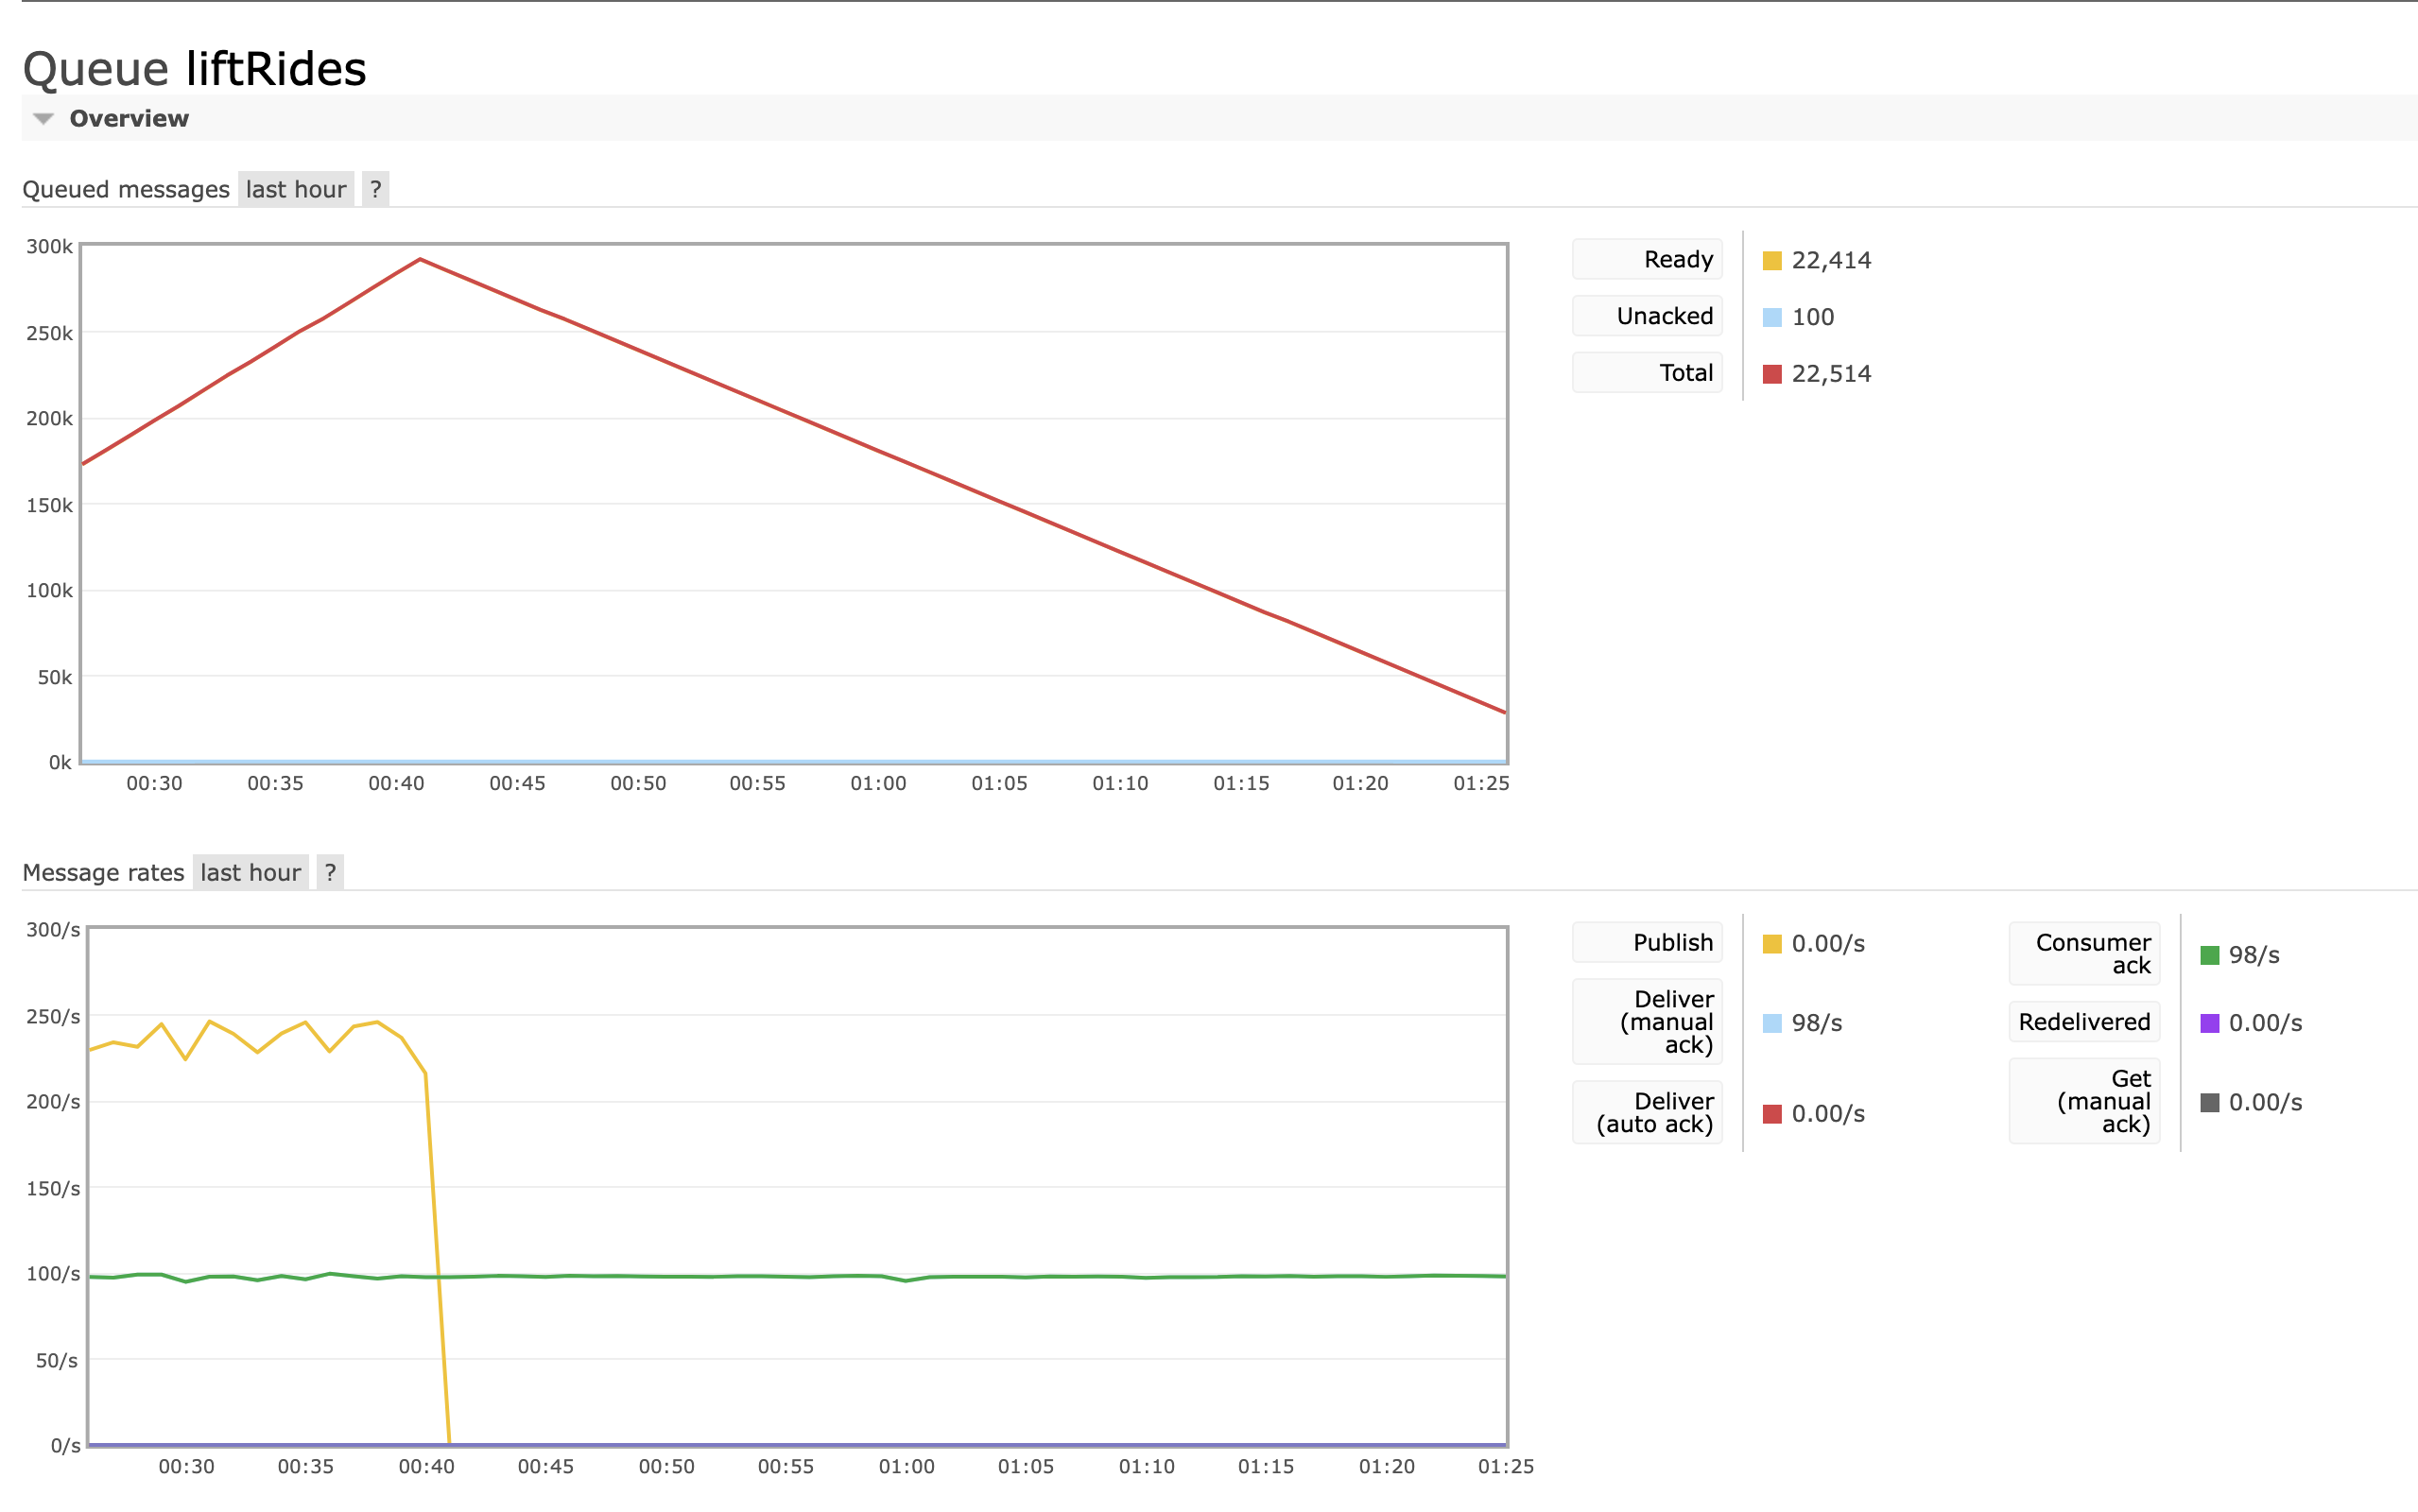 Queue liftRides
Overview
Queued messages last hour ?
300k
250k
200k
150k
100k
50k
0k
00:30 00:35 00:40 00:45 00:50 00:55 01:00 01:05 01:10 01:15 01:20 01:25
Ready 22,414
Unacked 100
Total 22,514
Message rates last hour ?
300/s
250/s
200/s
150/s
100/s
50/s
0/s
00:30 00:35 00:40 00:45 00:50 00:55 01:00 01:05 01:10 01:15 01:20 01:25
Publish 0.00/s
Deliver
(manual 98/s
ack)
Deliver
(auto ack) 0.00/s
Consumer
ack 98/s
Redelivered 0.00/s
Get
(manual 0.00/s
ack)